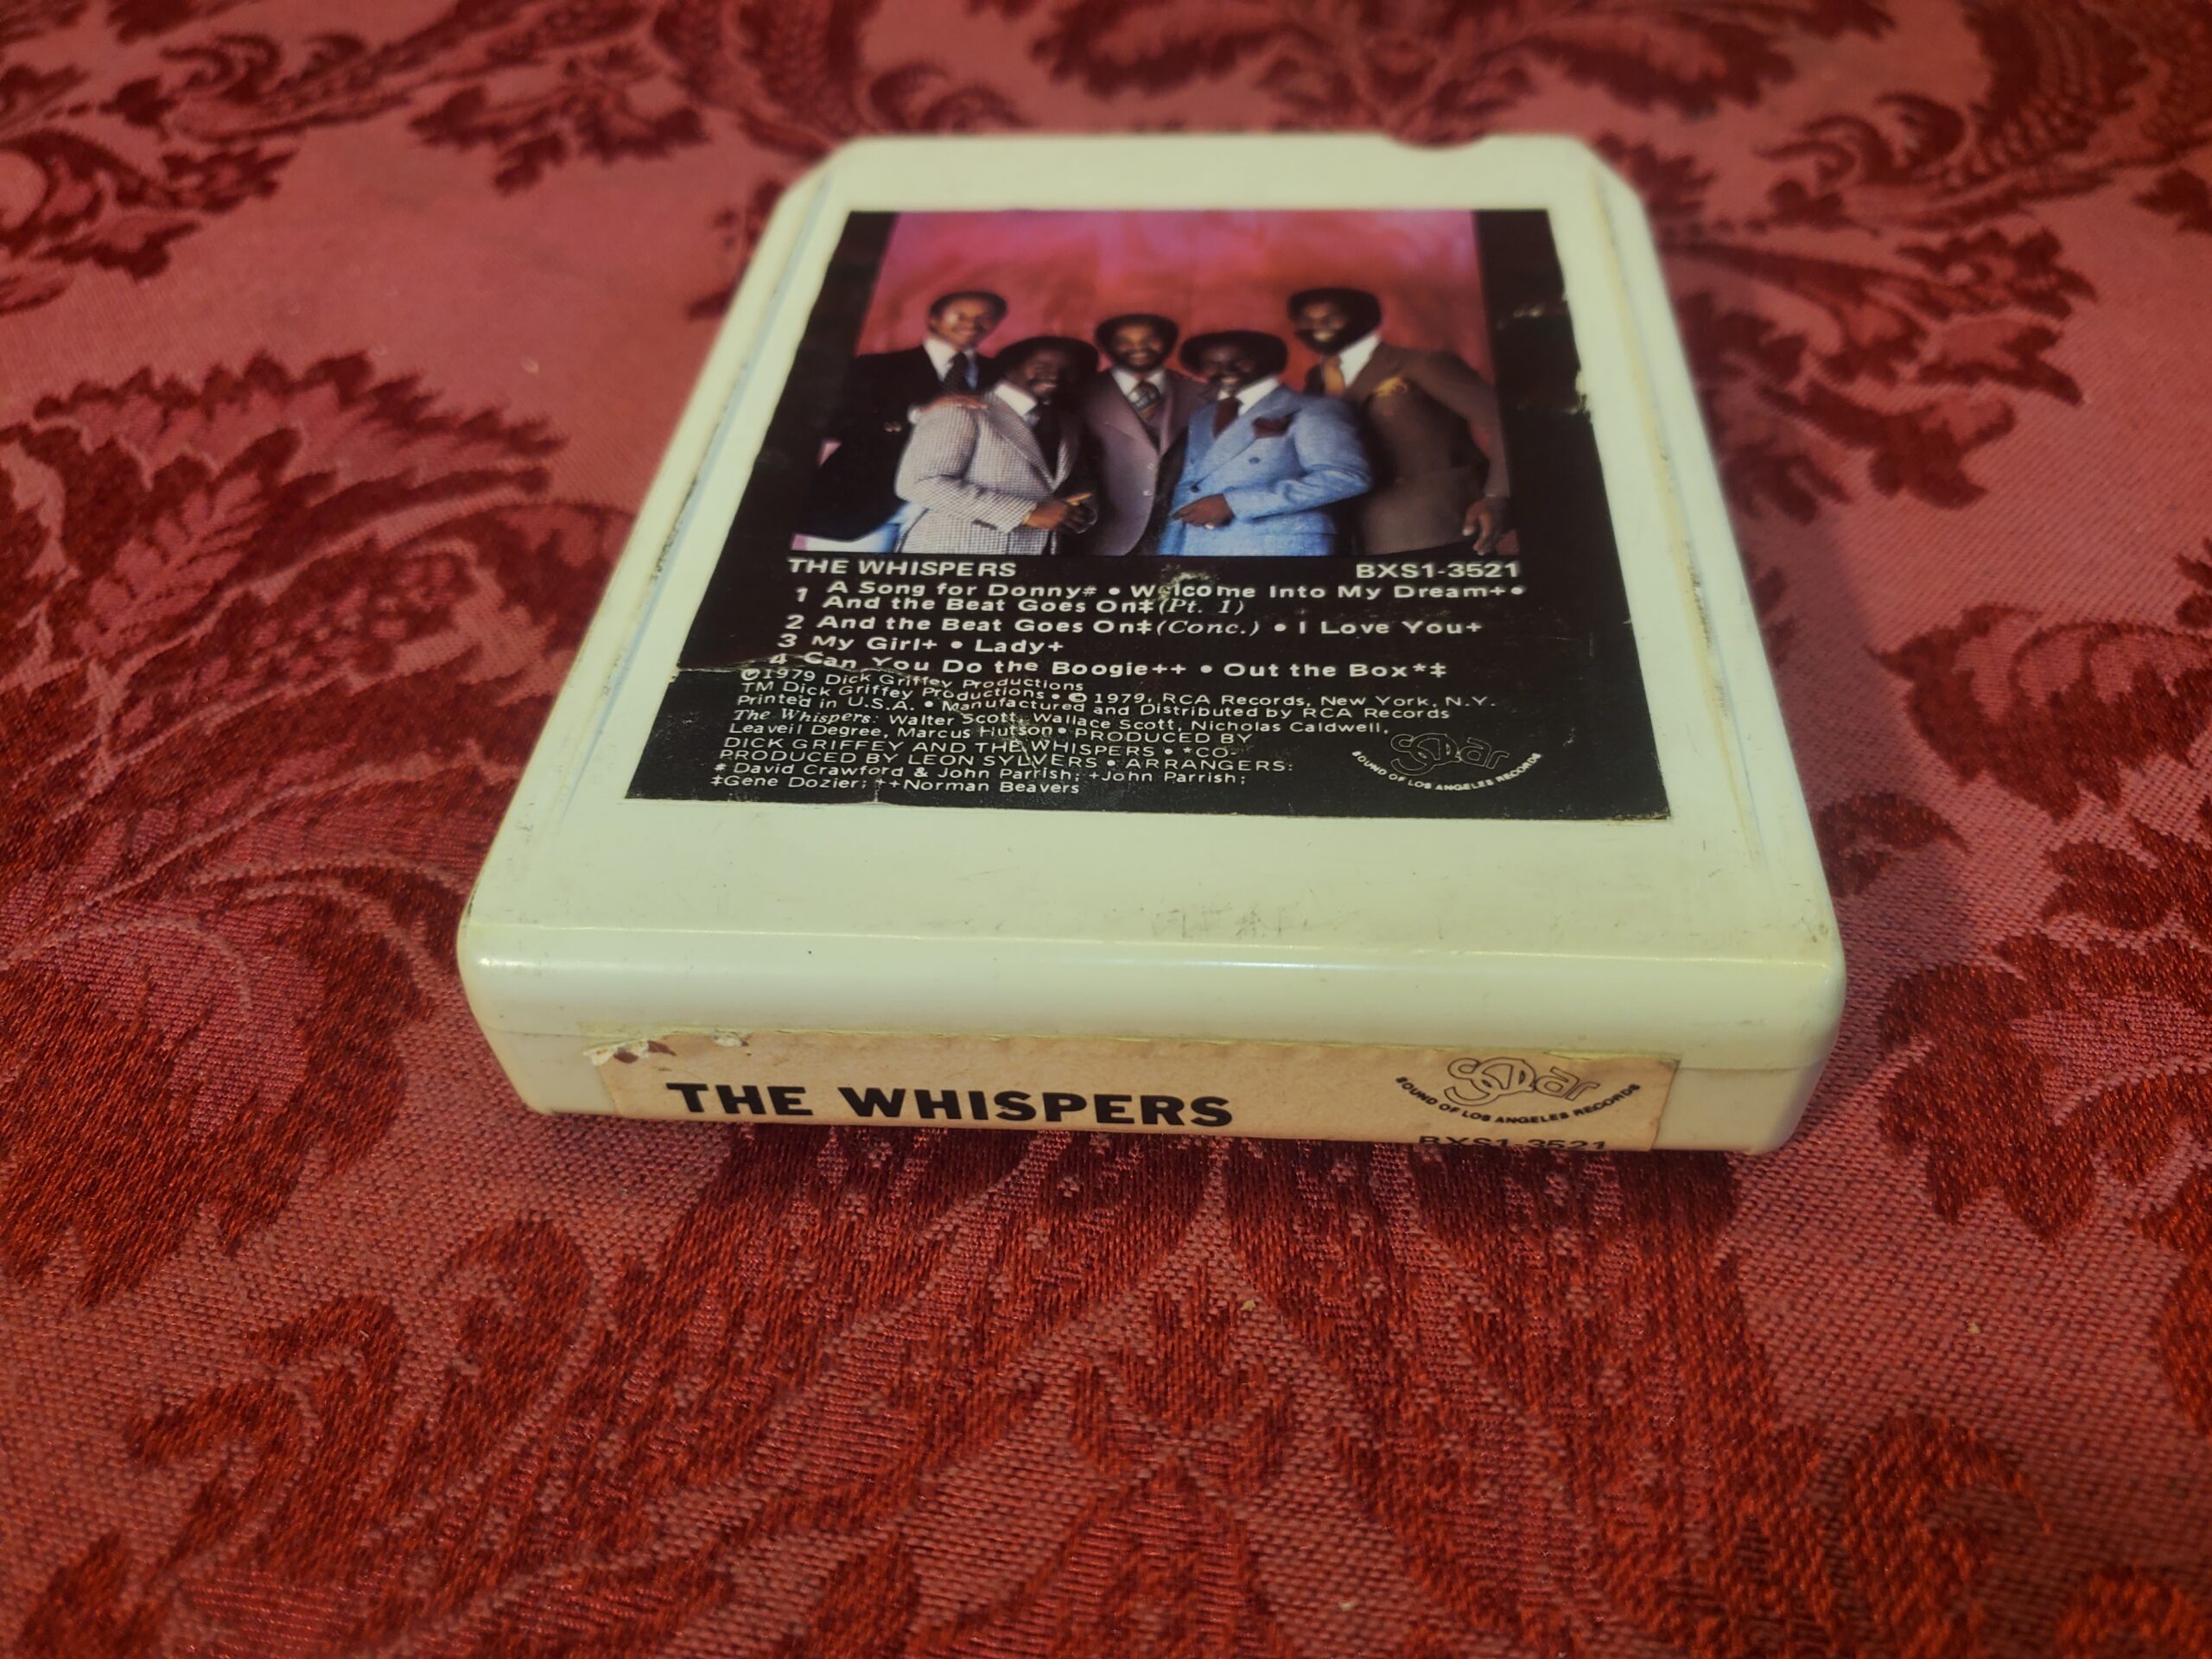 THE WHISPERS BXS1-3521
1 A Song for Donny# • Welcome Into My Dream+•
And the Beat Goes On‡(Pt. 1)
2 And the Beat Goes On‡(Conc.) • I Love You+
3 My Girl+ • Lady+
4 Can You Do the Boogie++ • Out the Box*‡
℗1979 Dick Griffey Productions
TM Dick Griffey Productions • © 1979, RCA Records, New York, N.Y.
Printed in U.S.A. • Manufactured and Distributed by RCA Records
The Whispers: Walter Scott, Wallace Scott, Nicholas Caldwell,
Leaveil Degree, Marcus Hutson • PRODUCED BY
DICK GRIFFEY AND THE WHISPERS • *CO-
PRODUCED BY LEON SYLVERS • ARRANGERS:
# David Crawford & John Parrish; +John Parrish;
‡Gene Dozier; ++Norman Beavers
Solar
SOUND OF LOS ANGELES RECORDS
THE WHISPERS
Solar
SOUND OF LOS ANGELES RECORDS
BXS1-3521